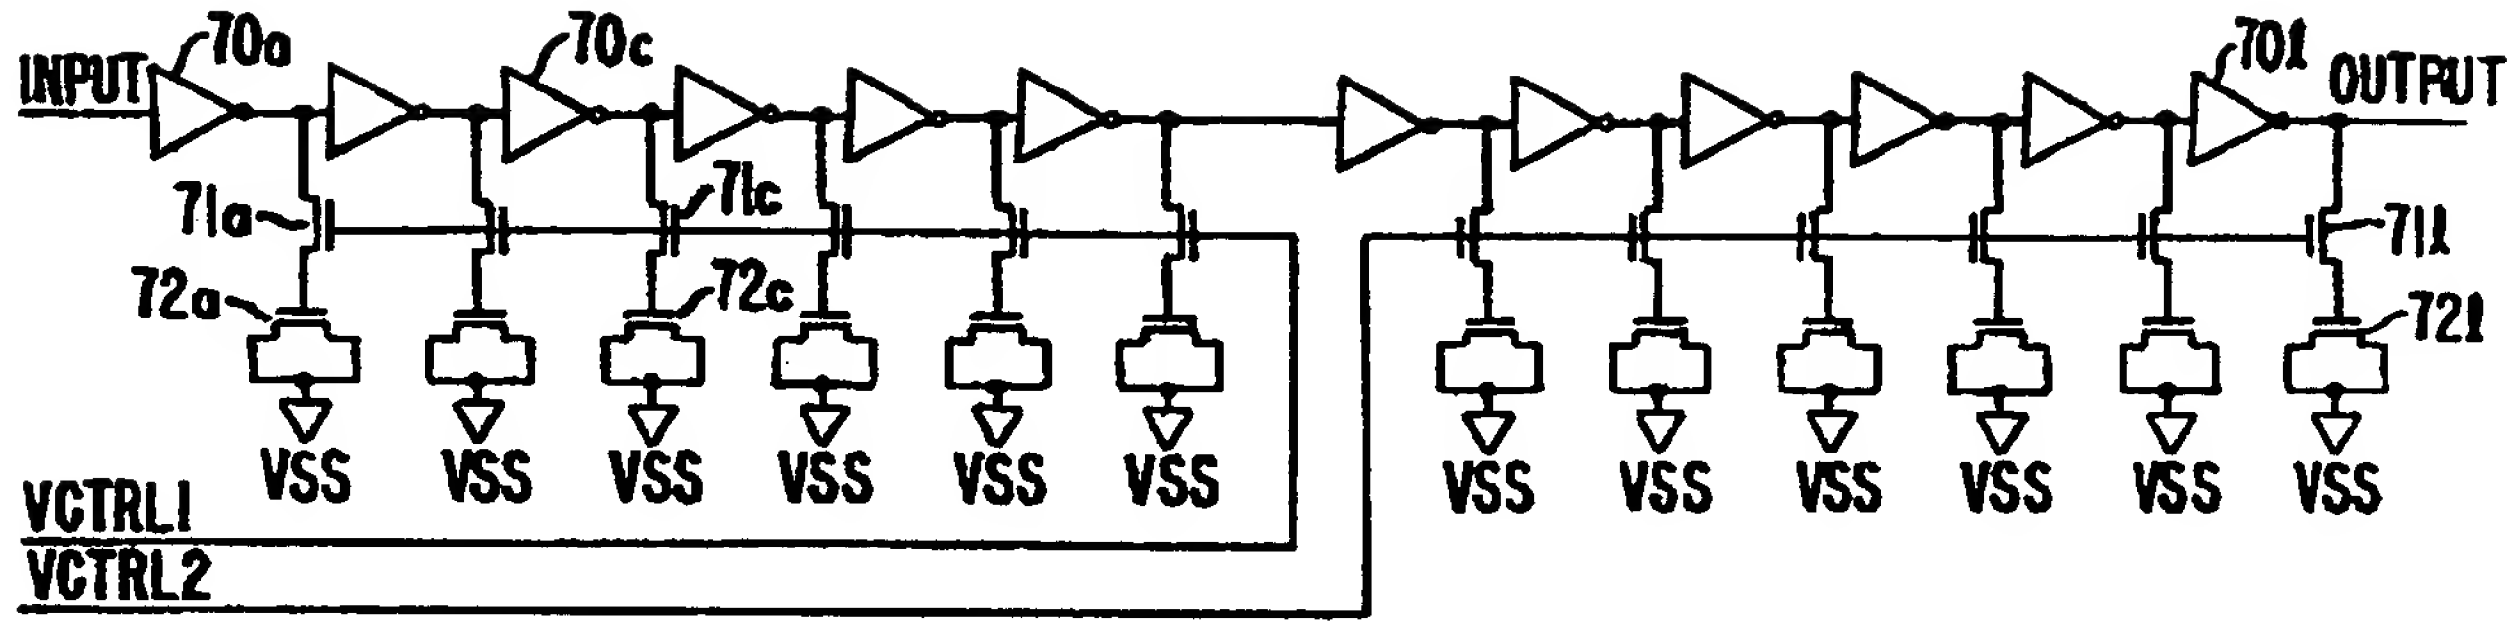 70a
70c
70l
INPUT
OUTPUT
71a
71c
71l
72a
72c
72l
VSS VSS VSS VSS VSS VSS VSS VSS VSS VSS VSS VSS
VCTRL1
VCTRL2